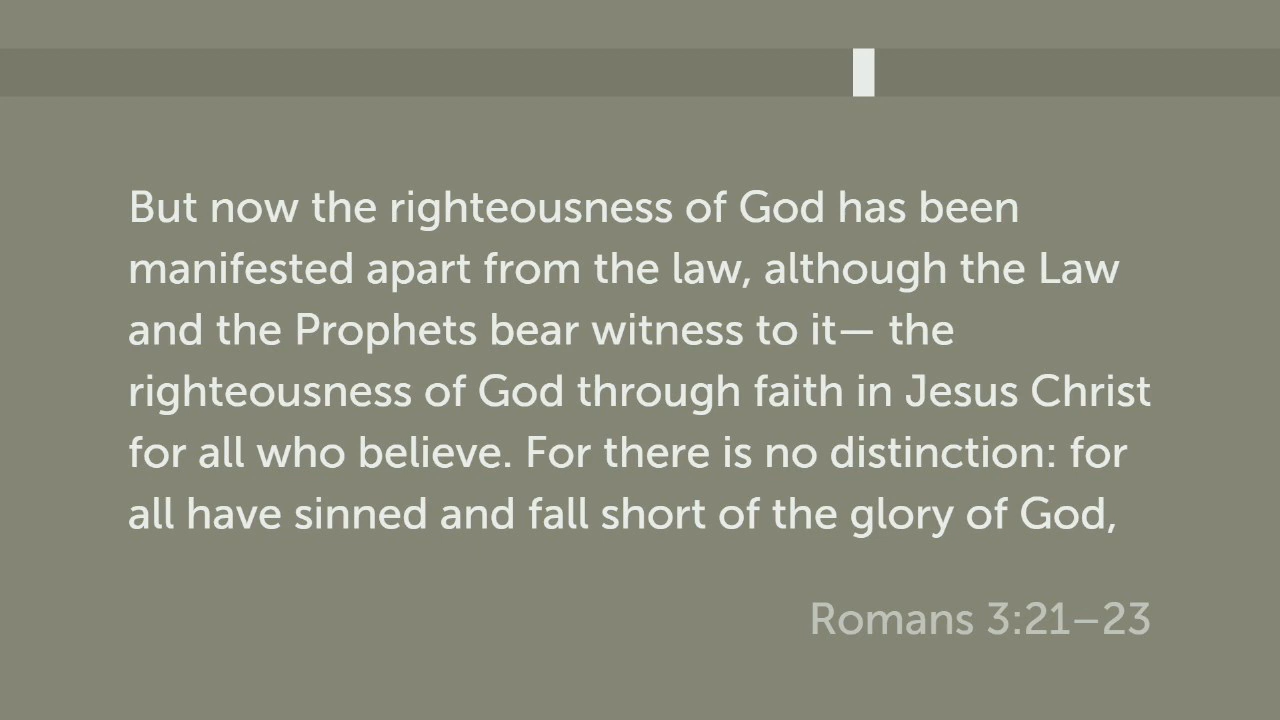 But now the righteousness of God has been
manifested apart from the law, although the Law
and the Prophets bear witness to it— the
righteousness of God through faith in Jesus Christ
for all who believe. For there is no distinction: for
all have sinned and fall short of the glory of God,
Romans 3:21–23